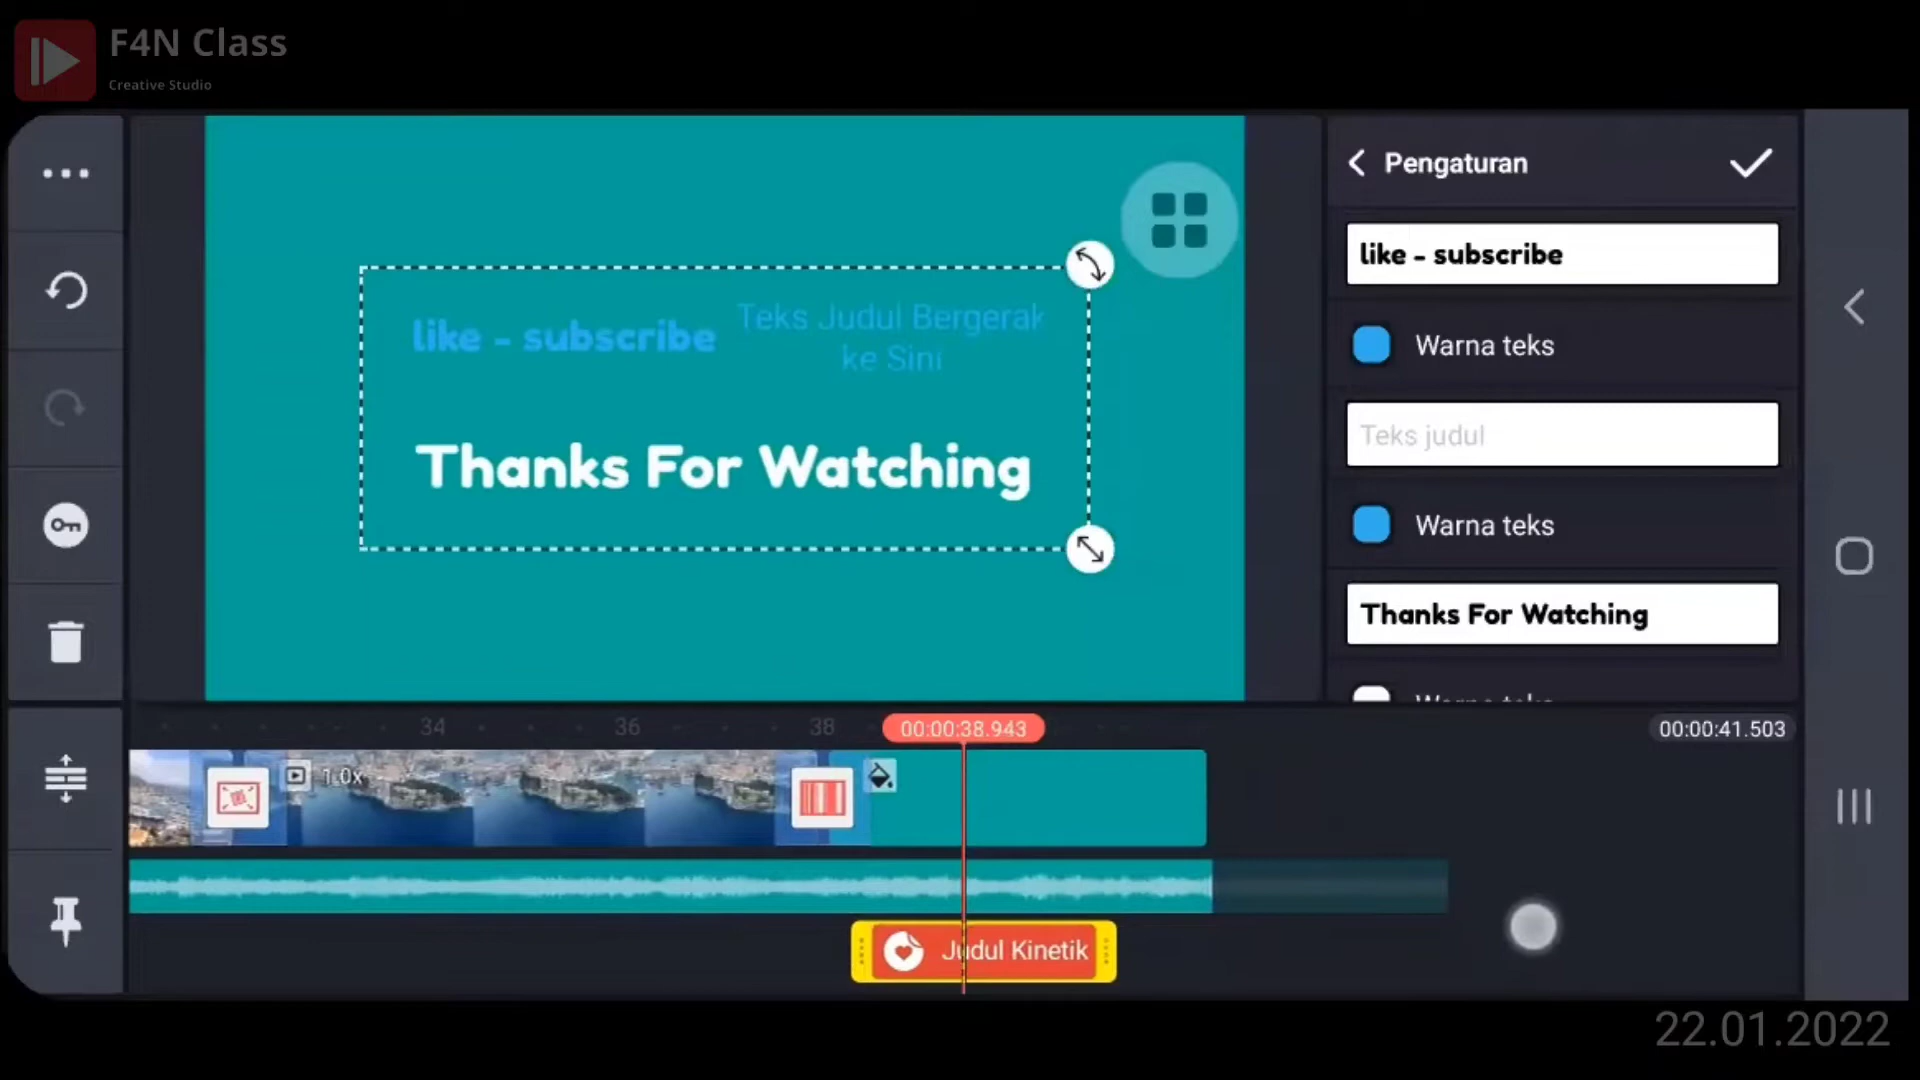 F4N Class
Creative Studio
Pengaturan
like - subscribe
Warna teks
Teks judul
Warna teks
Thanks For Watching
Warna teks
like - subscribe
Teks Judul Bergerak
ke Sini
Thanks For Watching
34
36
38
00:00:38.943
00:00:41.503
1.0x
Judul Kinetik
22.01.2022